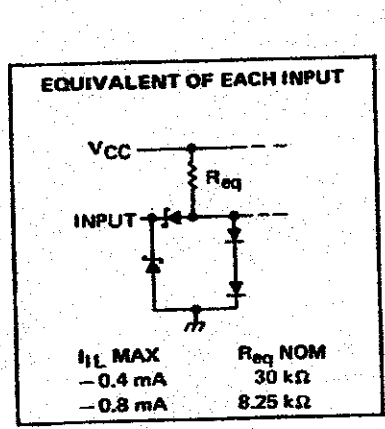 EQUIVALENT OF EACH INPUT
VCC
Req
INPUT
IIL MAX Req NOM
−0.4 mA 30 kΩ
−0.8 mA 8.25 kΩ